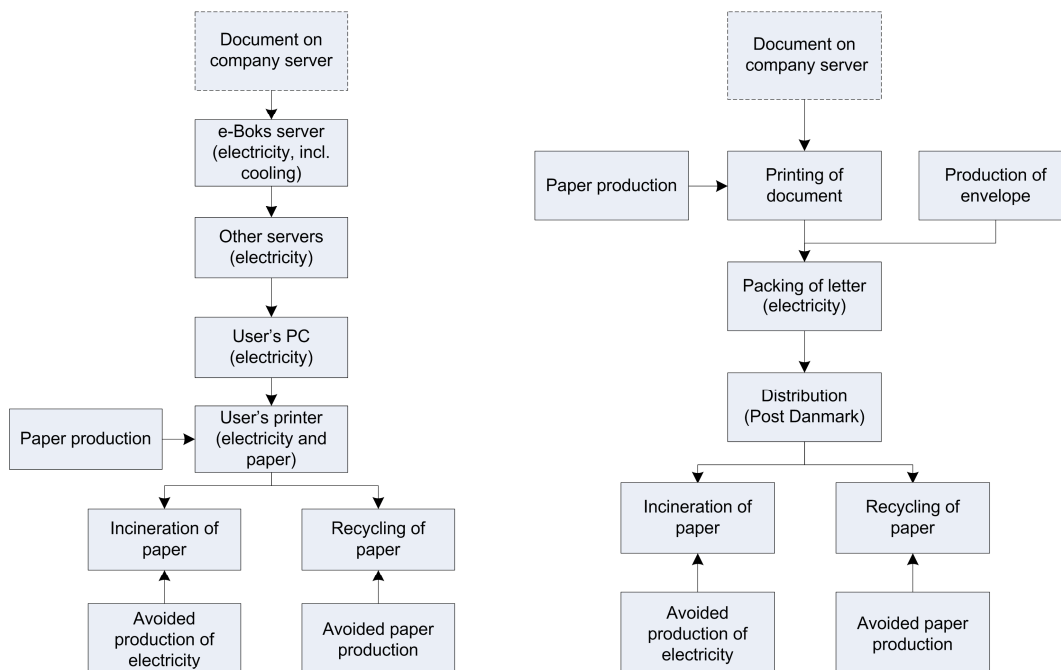 Document on
company server
e-Boks server
(electricity, incl.
cooling)
Other servers
(electricity)
User's PC
(electricity)
Paper production
User's printer
(electricity and
paper)
Incineration of
paper
Recycling of
paper
Avoided
production of
electricity
Avoided paper
production
Document on
company server
Paper production
Printing of
document
Production of
envelope
Packing of letter
(electricity)
Distribution
(Post Danmark)
Incineration of
paper
Recycling of
paper
Avoided
production of
electricity
Avoided paper
production